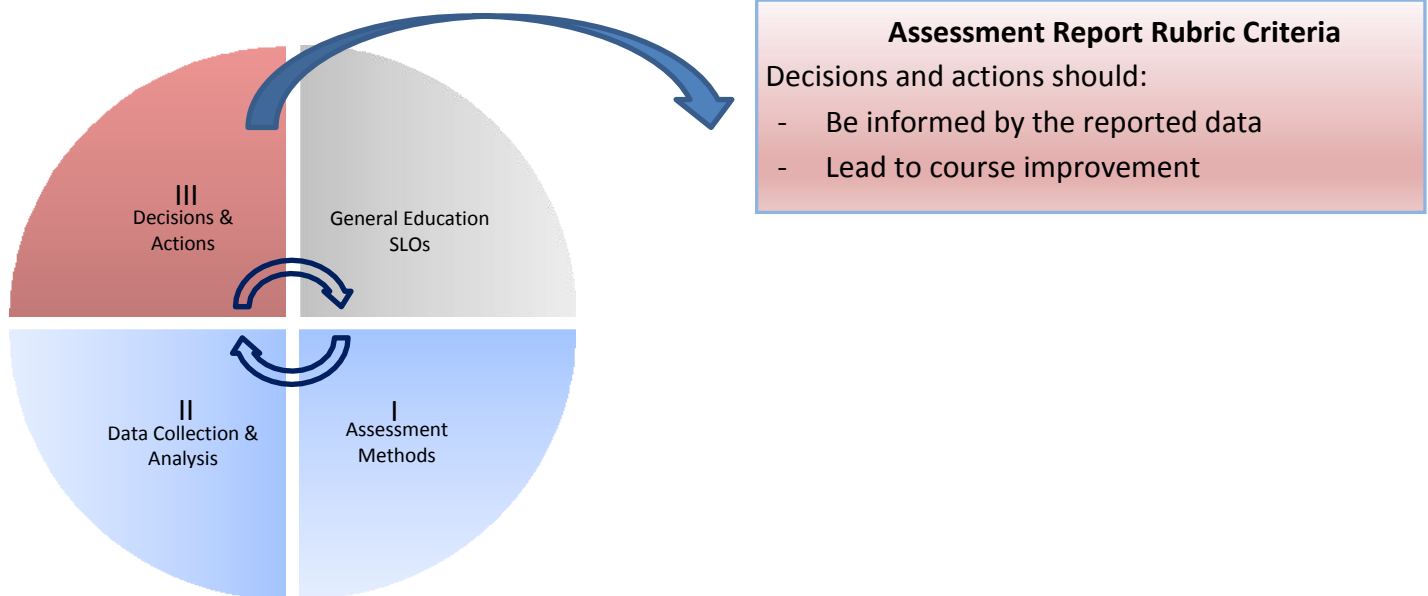 Assessment Report Rubric Criteria
Decisions and actions should:
- Be informed by the reported data
- Lead to course improvement
III
Decisions &
Actions
General Education
SLOs
II
Data Collection &
Analysis
I
Assessment
Methods